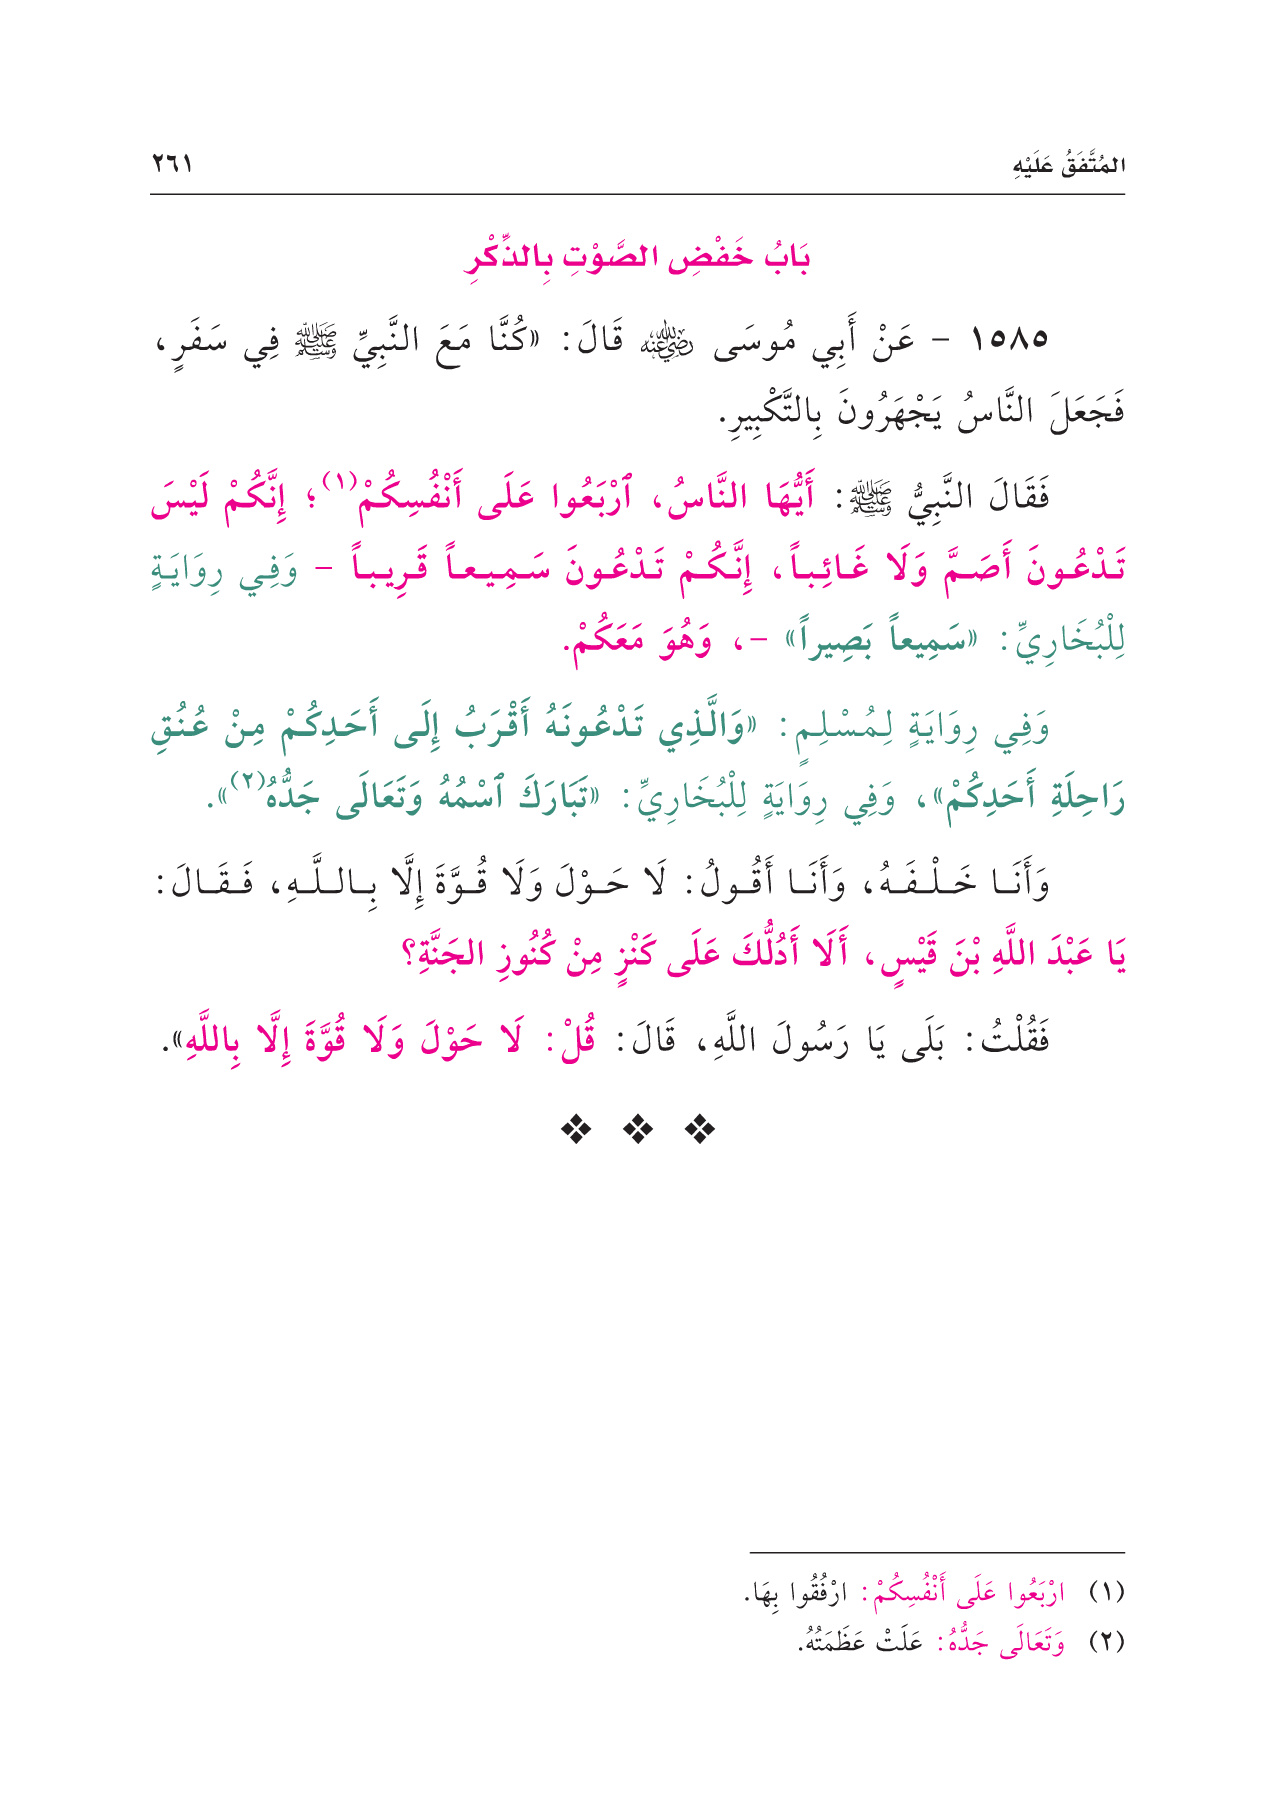 المُتَّفَقُ عَلَيْهِ ٢٦١
بَابُ خَفْضِ الصَّوْتِ بِالذِّكْرِ
١٥٨٥ - عَنْ أَبِي مُوسَى رضي الله عنه قَالَ: «كُنَّا مَعَ النَّبِيِّ ﷺ فِي سَفَرٍ،
فَجَعَلَ النَّاسُ يَجْهَرُونَ بِالتَّكْبِيرِ.
فَقَالَ النَّبِيُّ ﷺ: أَيُّهَا النَّاسُ، ٱرْبَعُوا عَلَى أَنْفُسِكُمْ(١)؛ إِنَّكُمْ لَيْسَ
تَدْعُونَ أَصَمَّ وَلَا غَائِباً، إِنَّكُمْ تَدْعُونَ سَمِيعاً قَرِيباً - وَفِي رِوَايَةٍ
لِلْبُخَارِيِّ: «سَمِيعاً بَصِيراً» -، وَهُوَ مَعَكُمْ.
وَفِي رِوَايَةٍ لِمُسْلِمٍ: «وَالَّذِي تَدْعُونَهُ أَقْرَبُ إِلَى أَحَدِكُمْ مِنْ عُنُقِ
رَاحِلَةِ أَحَدِكُمْ»، وَفِي رِوَايَةٍ لِلْبُخَارِيِّ: «تَبَارَكَ ٱسْمُهُ وَتَعَالَى جَدُّهُ(٢)».
وَأَنَا خَلْفَهُ، وَأَنَا أَقُولُ: لَا حَوْلَ وَلَا قُوَّةَ إِلَّا بِاللَّهِ، فَقَالَ:
يَا عَبْدَ اللَّهِ بْنَ قَيْسٍ، أَلَا أَدُلُّكَ عَلَى كَنْزٍ مِنْ كُنُوزِ الجَنَّةِ؟
فَقُلْتُ: بَلَى يَا رَسُولَ اللَّهِ، قَالَ: قُلْ: لَا حَوْلَ وَلَا قُوَّةَ إِلَّا بِاللَّهِ».
(١) ارْبَعُوا عَلَى أَنْفُسِكُمْ: ارْفُقُوا بِهَا.
(٢) وَتَعَالَى جَدُّهُ: عَلَتْ عَظَمَتُهُ.